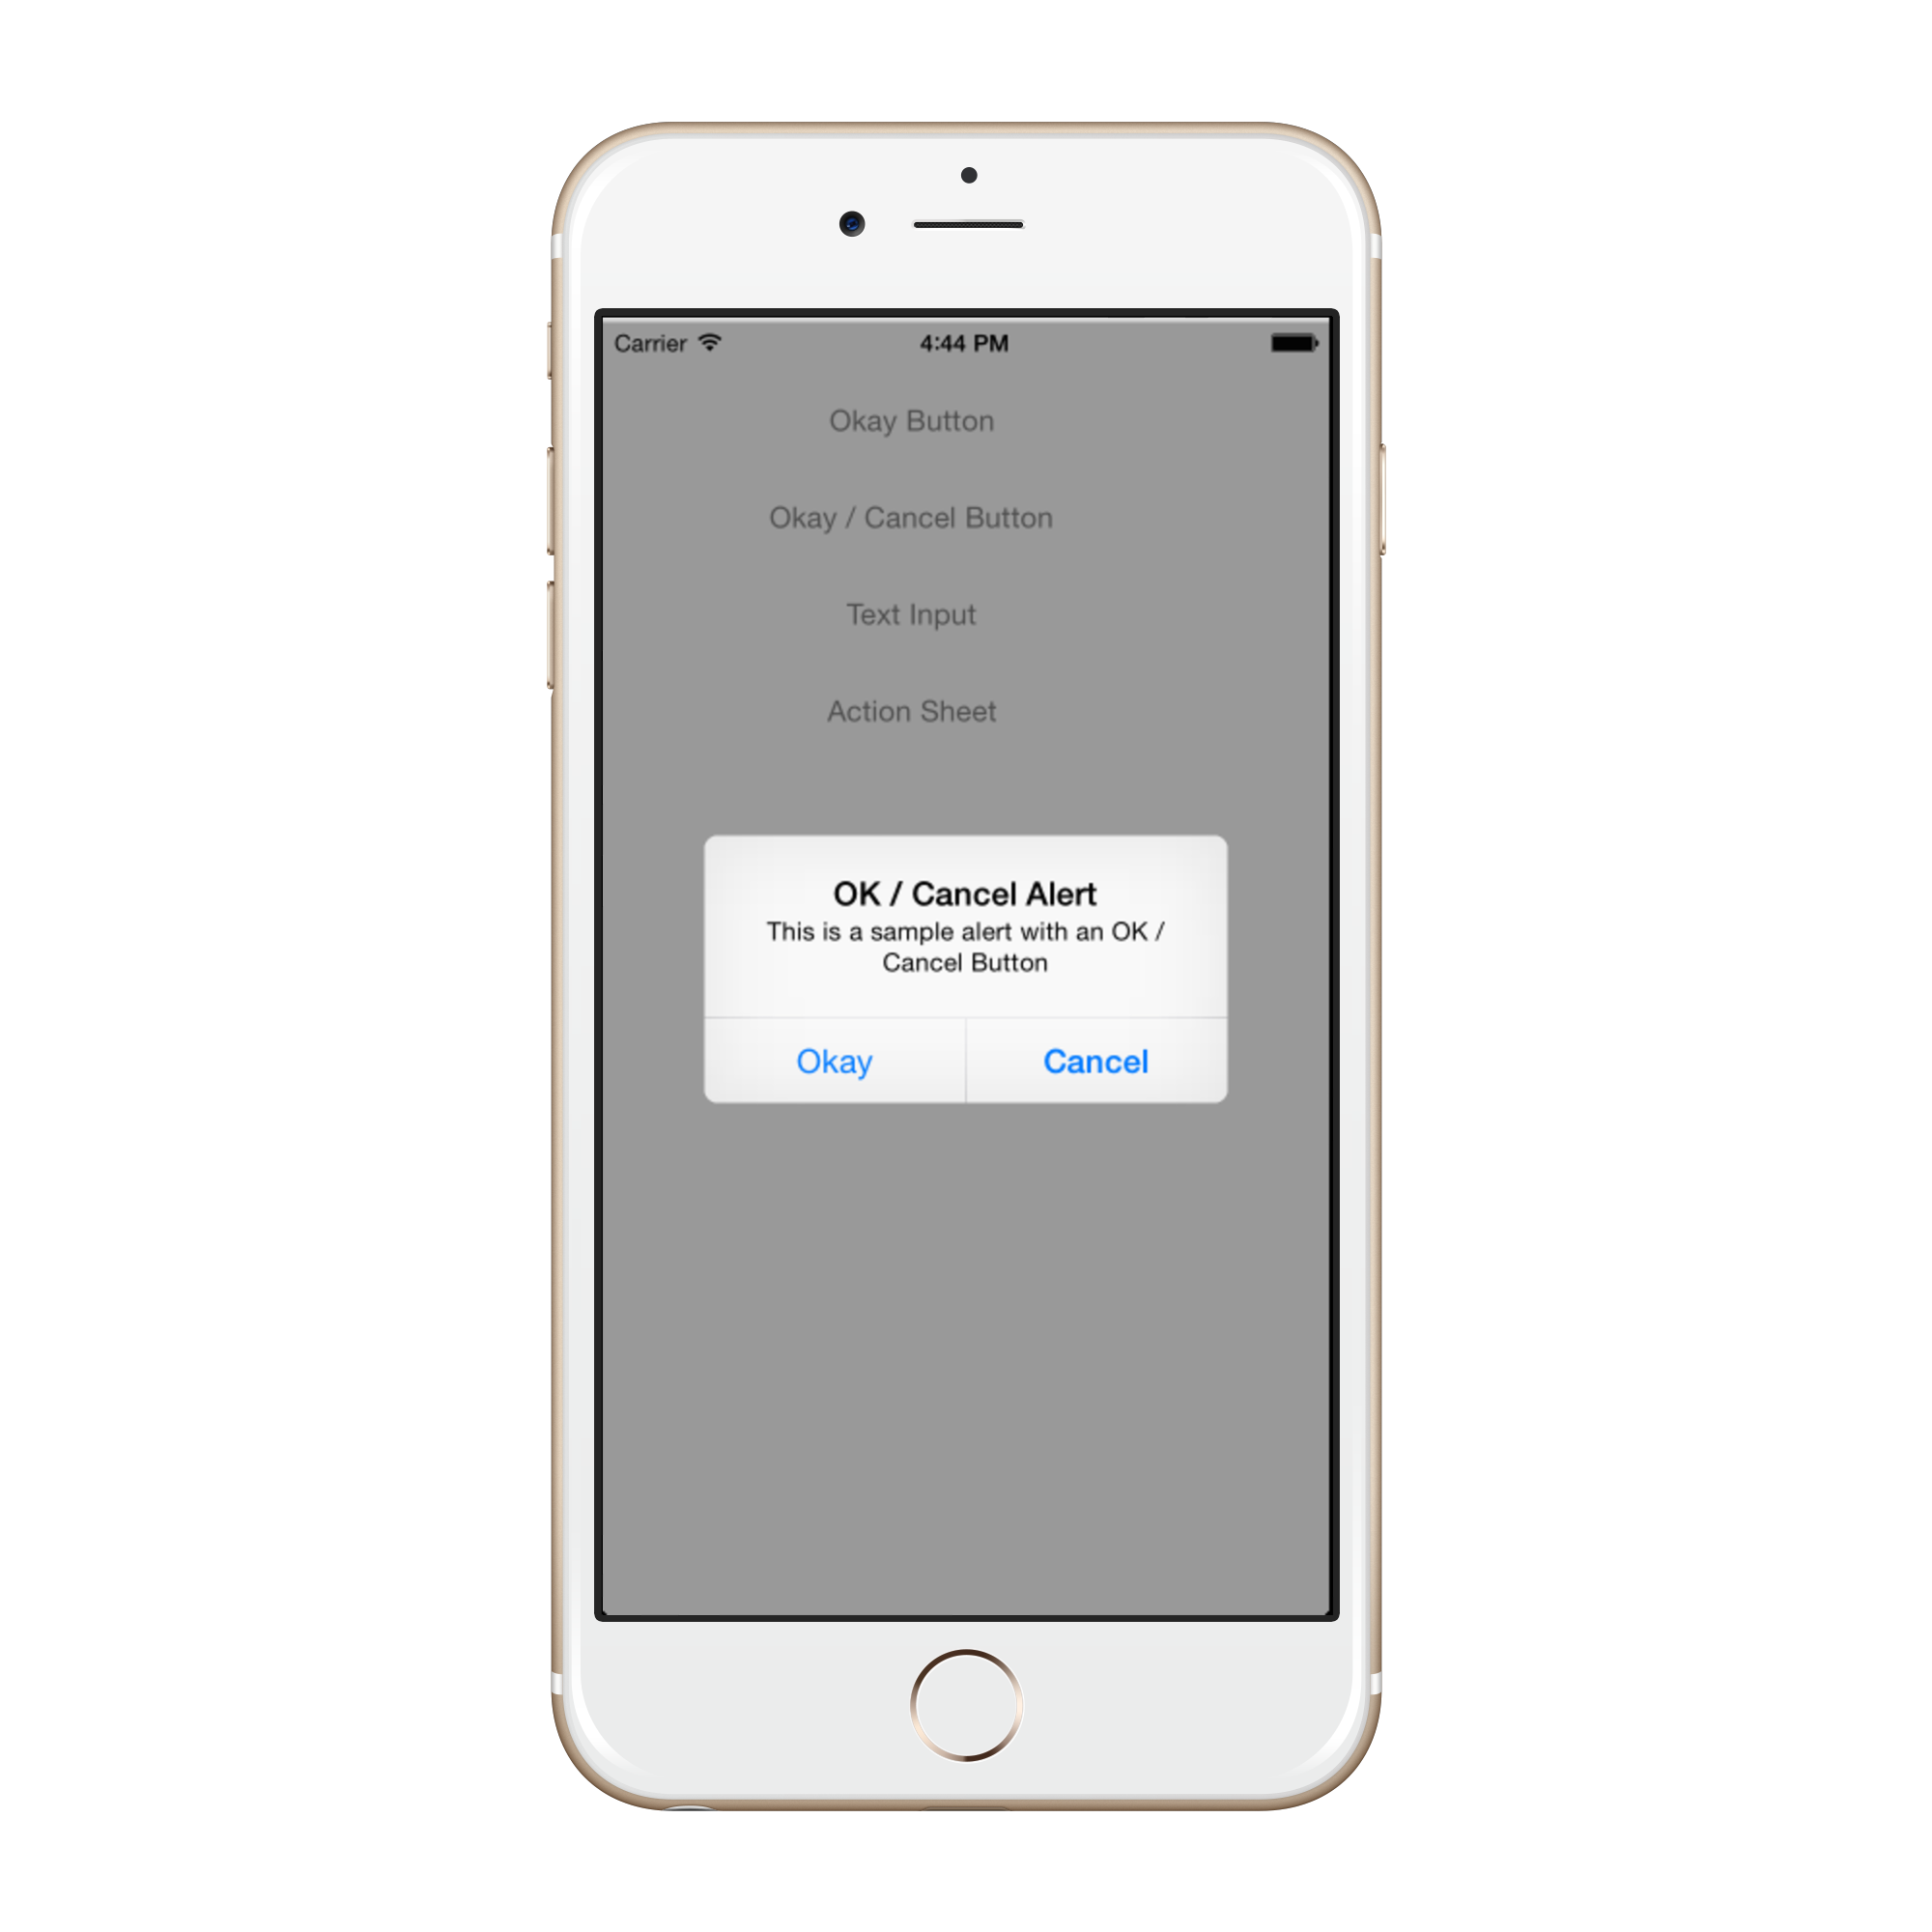 Carrier
4:44 PM
Okay Button
Okay / Cancel Button
Text Input
Action Sheet
OK / Cancel Alert
This is a sample alert with an OK /
Cancel Button
Okay
Cancel